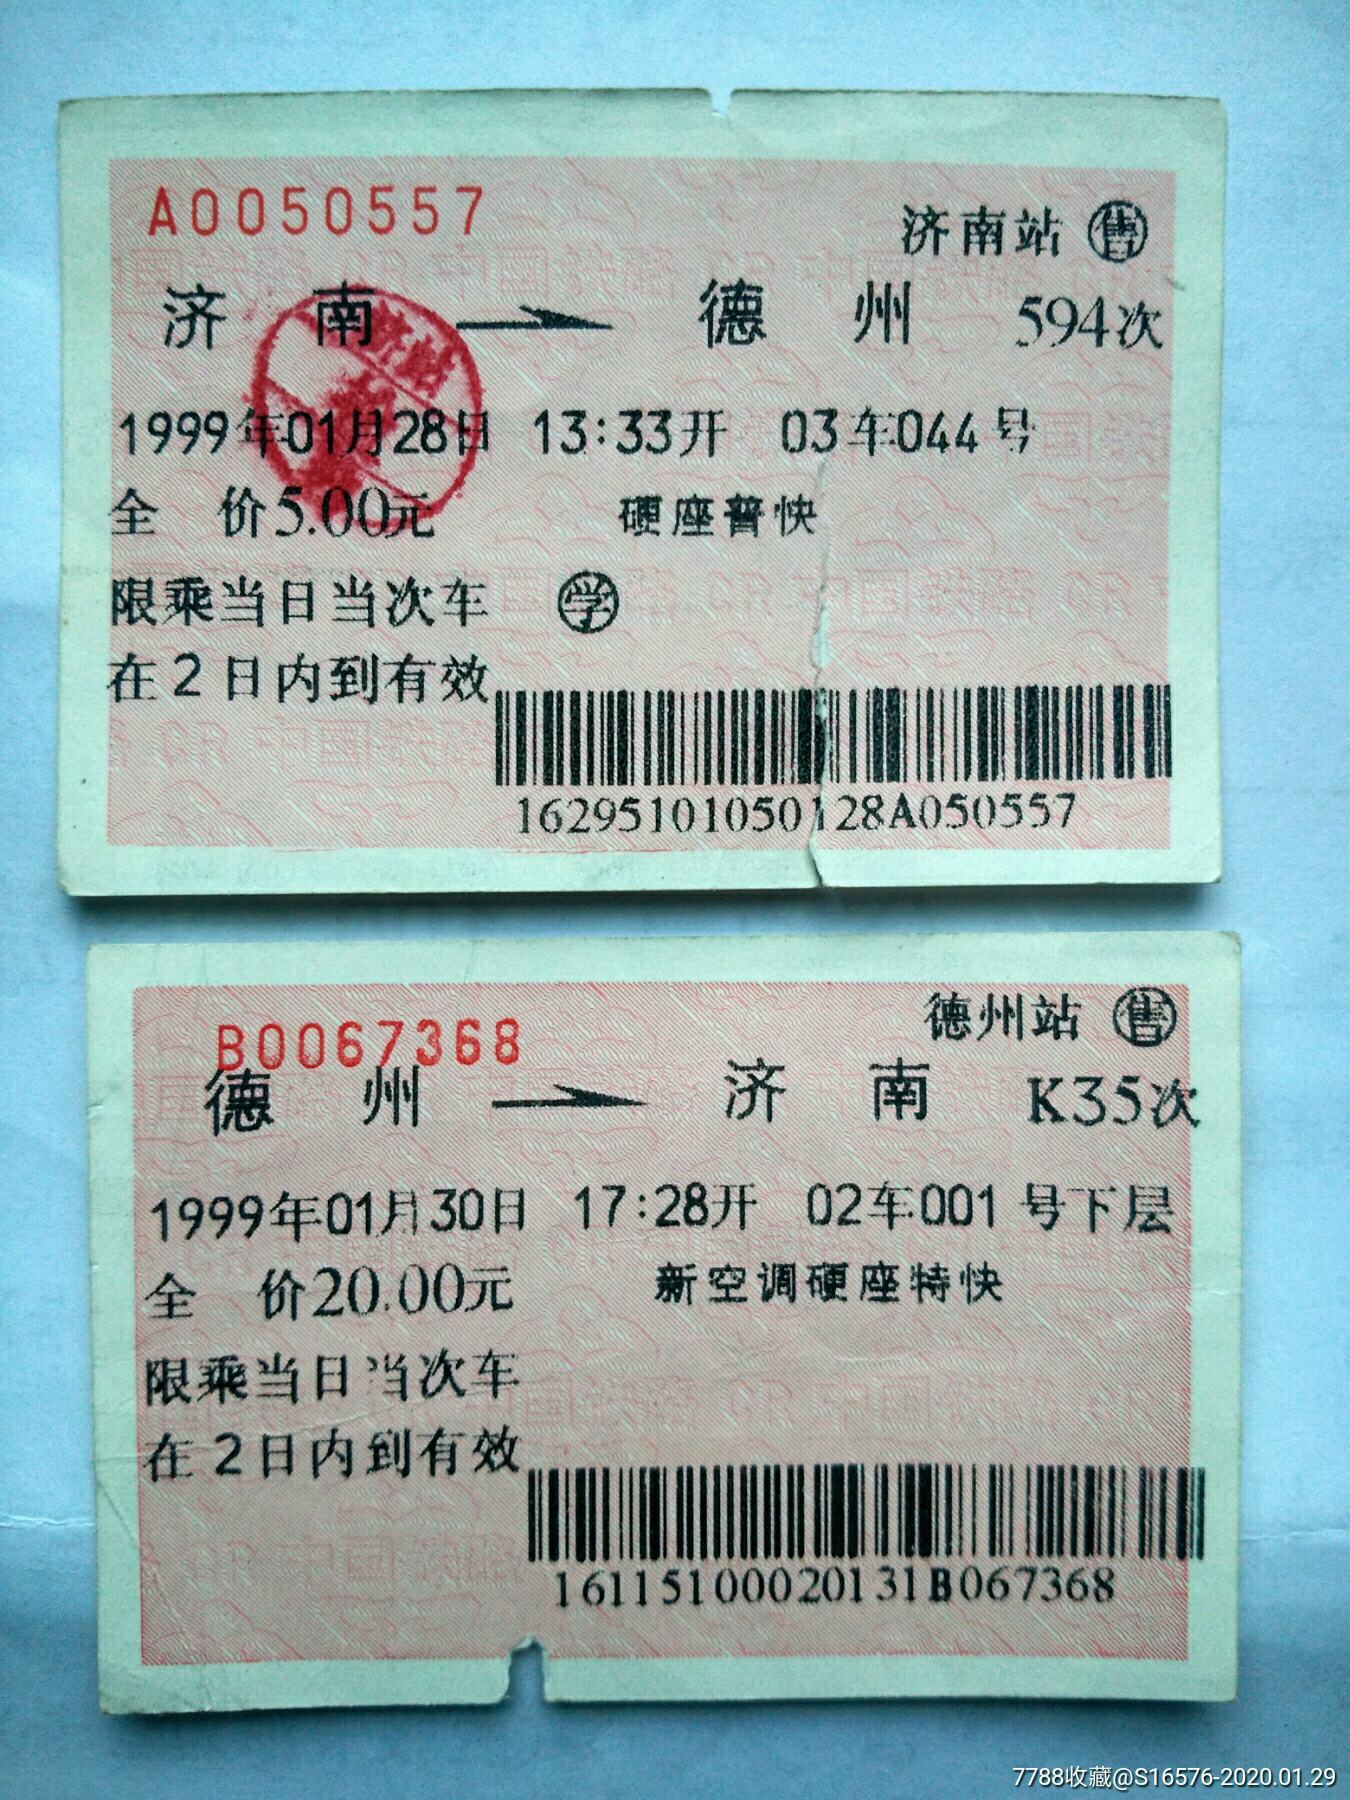 A0050557
济南站 售
济南 → 德州 594次
1999年01月28日 13:33开 03车044号
全 价5.00元 硬座普快
限乘当日当次车 学
在2日内到有效
16295101050128A050557
德州站 售
B0067368
德州 → 济南 K35次
1999年01月30日 17:28开 02车001号下层
全 价20.00元 新空调硬座特快
限乘当日当次车
在2日内到有效
16115100020131B067368
7788收藏@S16576-2020.01.29